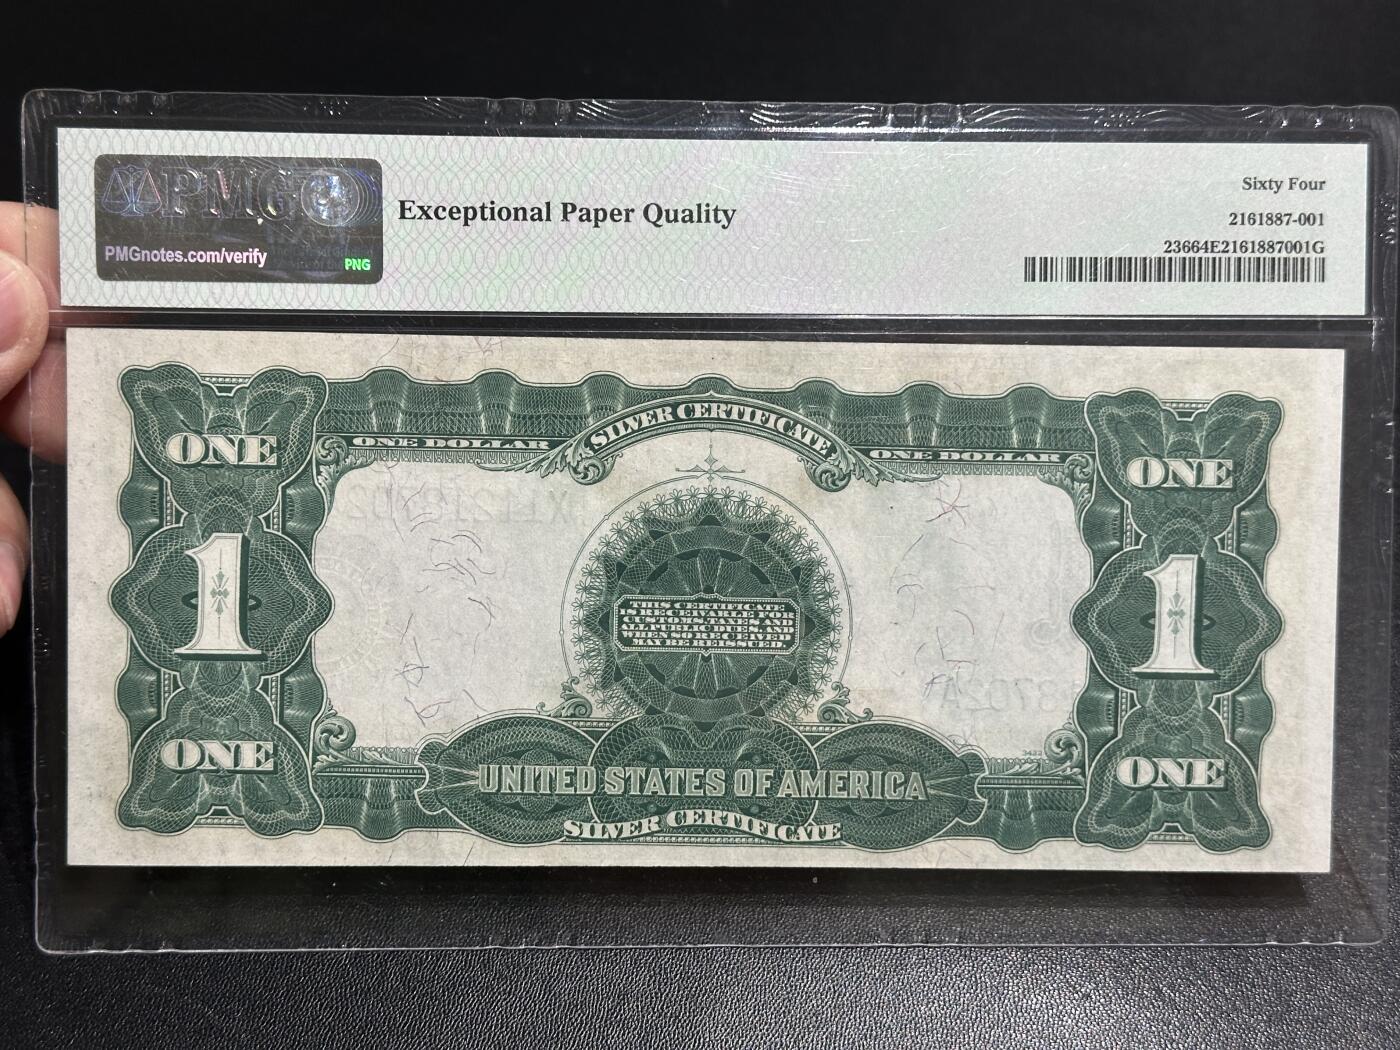 PMG
PMGnotes.com/verify
PNG
Exceptional Paper Quality
Sixty Four
2161887-001
23664E2161887001G
SILVER CERTIFICATE
ONE DOLLAR
ONE DOLLAR
ONE
ONE
1
1
THIS CERTIFICATE
IS RECEIVABLE FOR
CUSTOMS, TAXES, AND
ALL PUBLIC DUES, AND
WHEN SO RECEIVED
MAY BE REISSUED.
3422
ONE
ONE
UNITED STATES OF AMERICA
SILVER CERTIFICATE